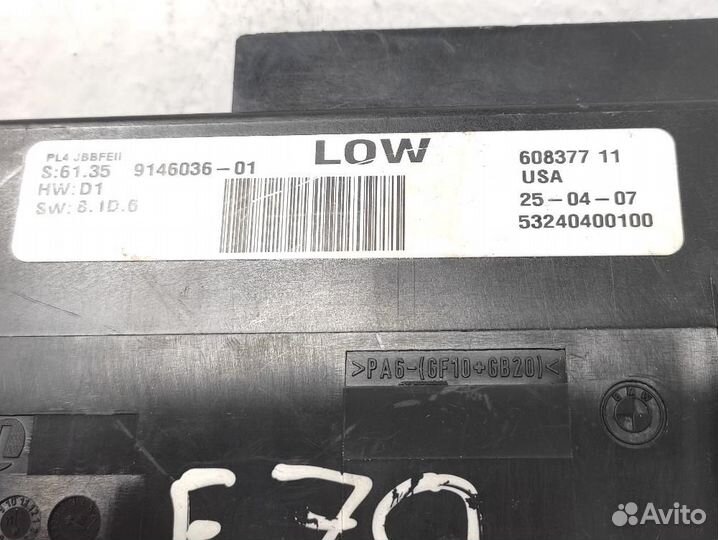 PL4 JBBFEII
LOW
S:61.35 9146036-01
HW:D1
SW:8.1D.6
608377 11
USA
25-04-07
53240400100
>PA6-(GF10+GB20)<
BMW
E70
Avito